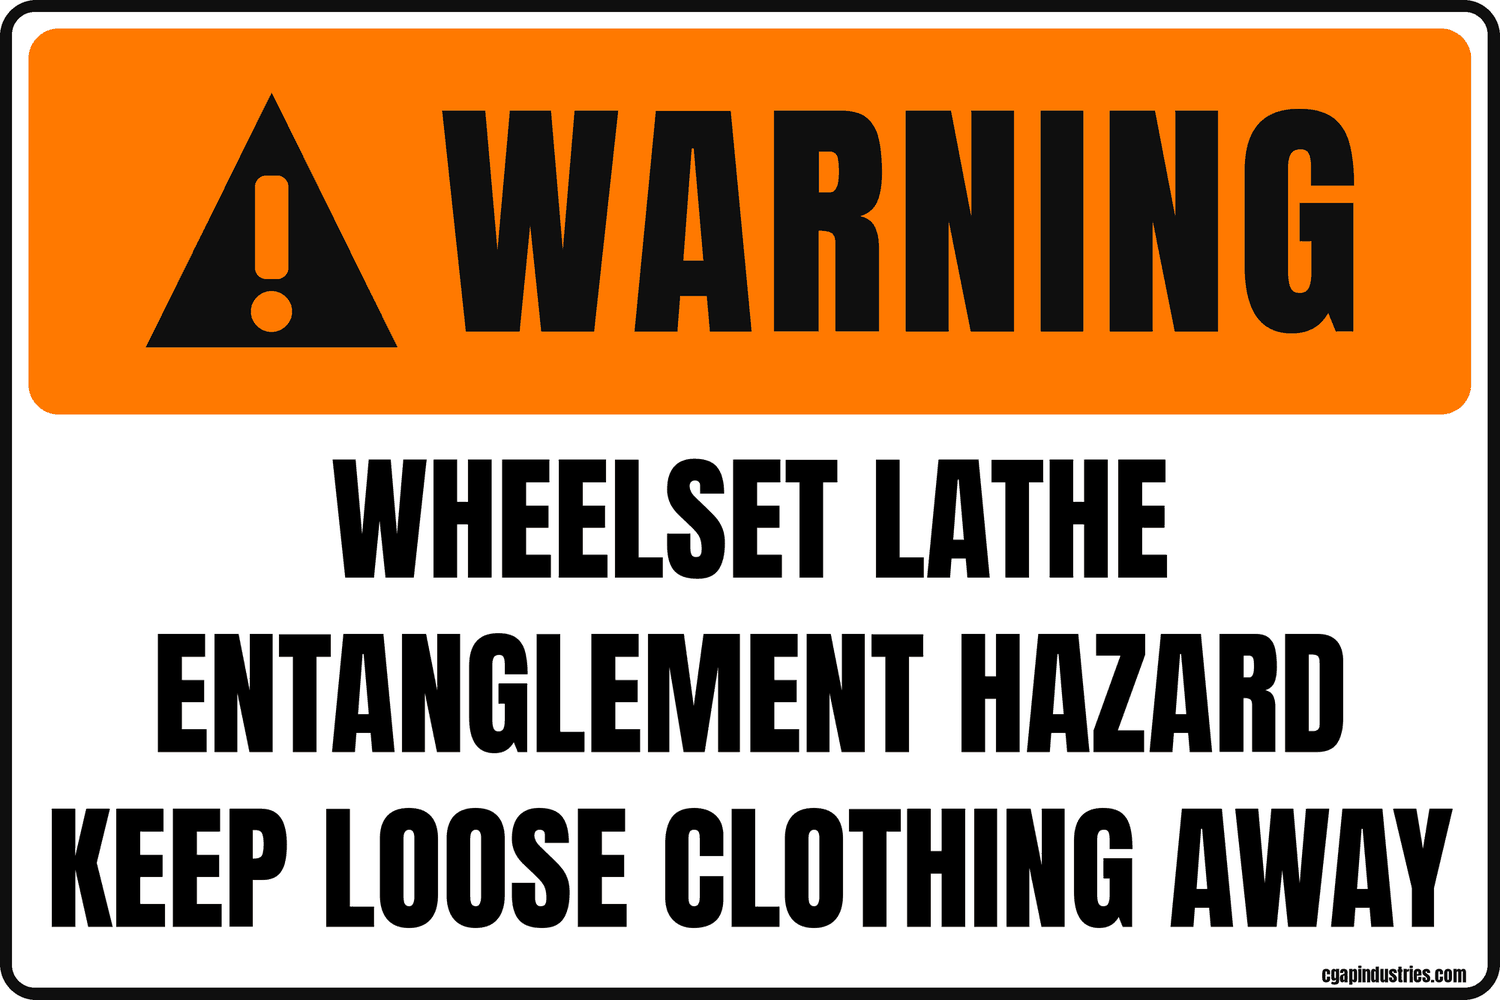 WARNING
WHEELSET LATHE
ENTANGLEMENT HAZARD
KEEP LOOSE CLOTHING AWAY
cgapindustries.com